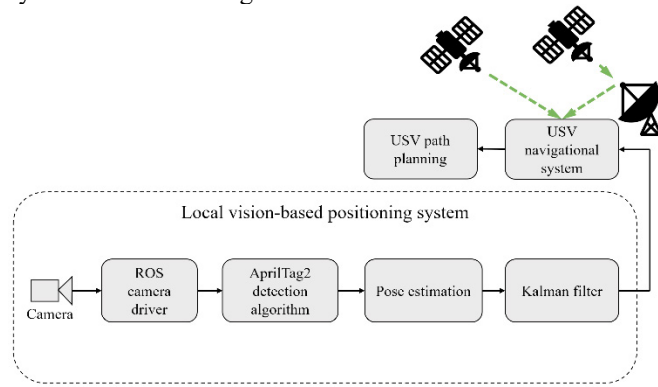 USV path
planning
USV
navigational
system
Local vision-based positioning system
Camera
ROS
camera
driver
AprilTag2
detection
algorithm
Pose estimation
Kalman filter